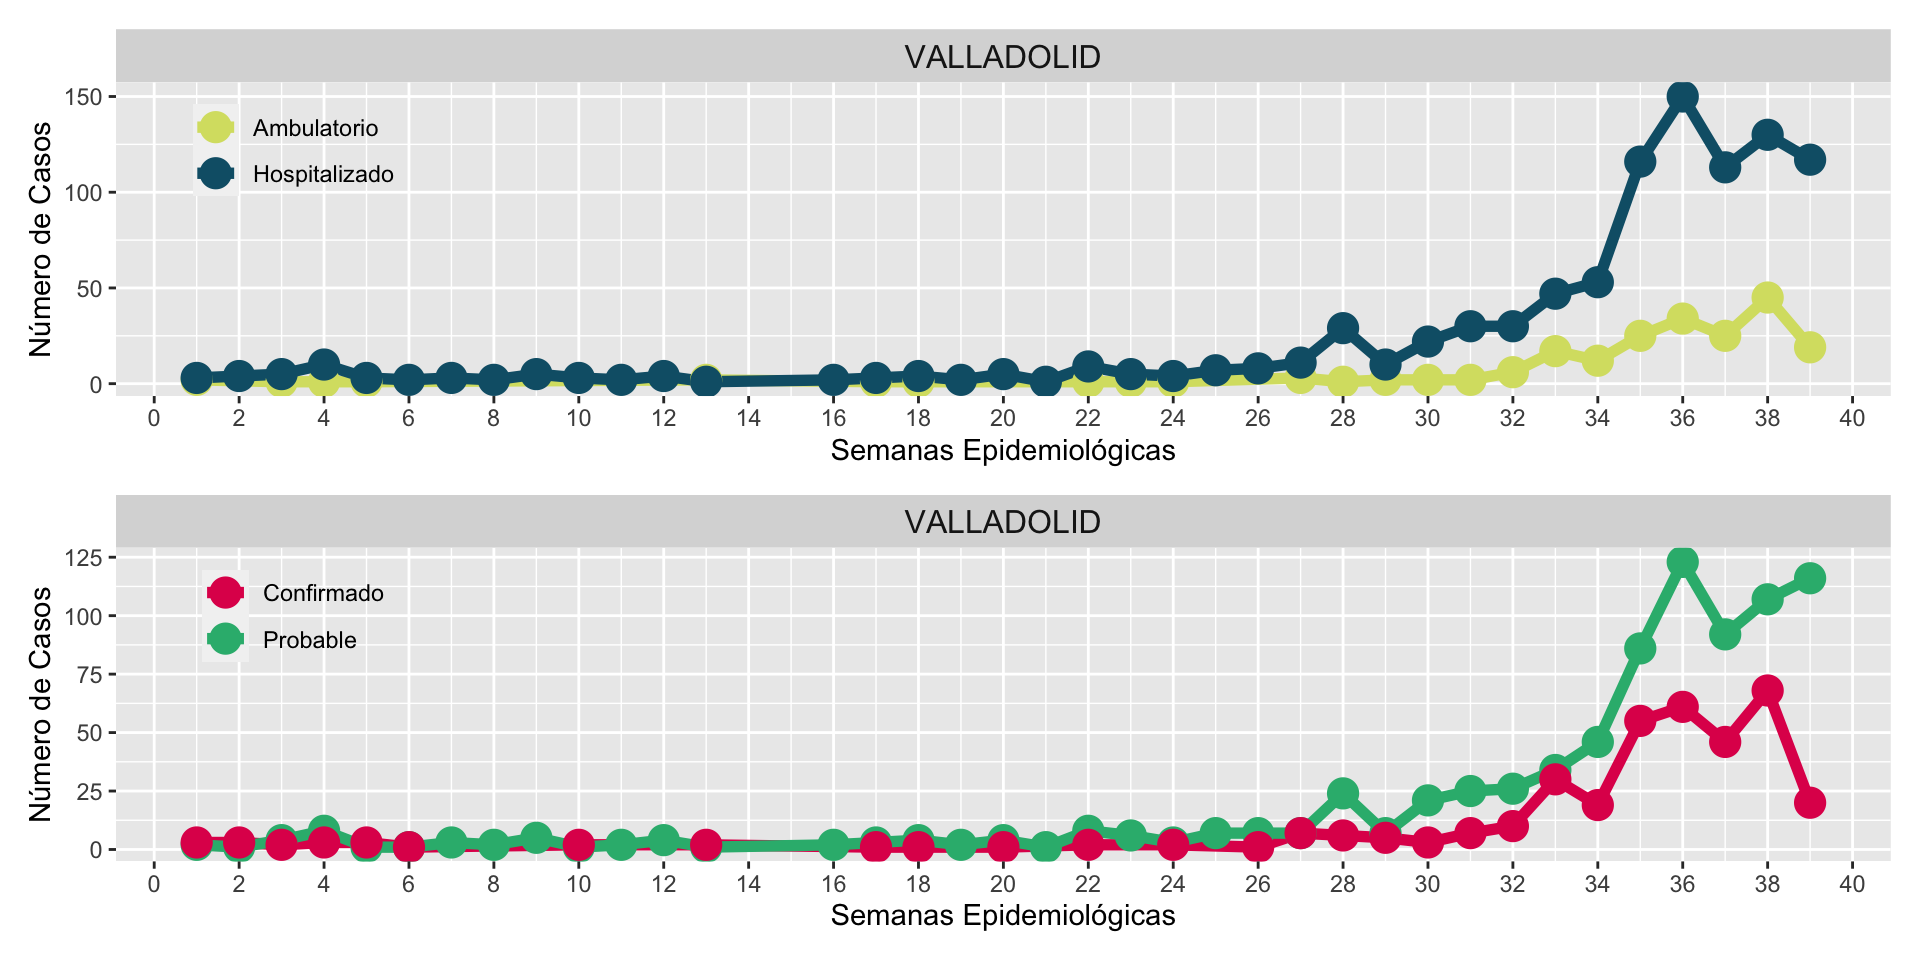 VALLADOLID
150
100
50
0
Número de Casos
Ambulatorio
Hospitalizado
0 2 4 6 8 10 12 14 16 18 20 22 24 26 28 30 32 34 36 38 40
Semanas Epidemiológicas
VALLADOLID
125
100
75
50
25
0
Número de Casos
Confirmado
Probable
0 2 4 6 8 10 12 14 16 18 20 22 24 26 28 30 32 34 36 38 40
Semanas Epidemiológicas